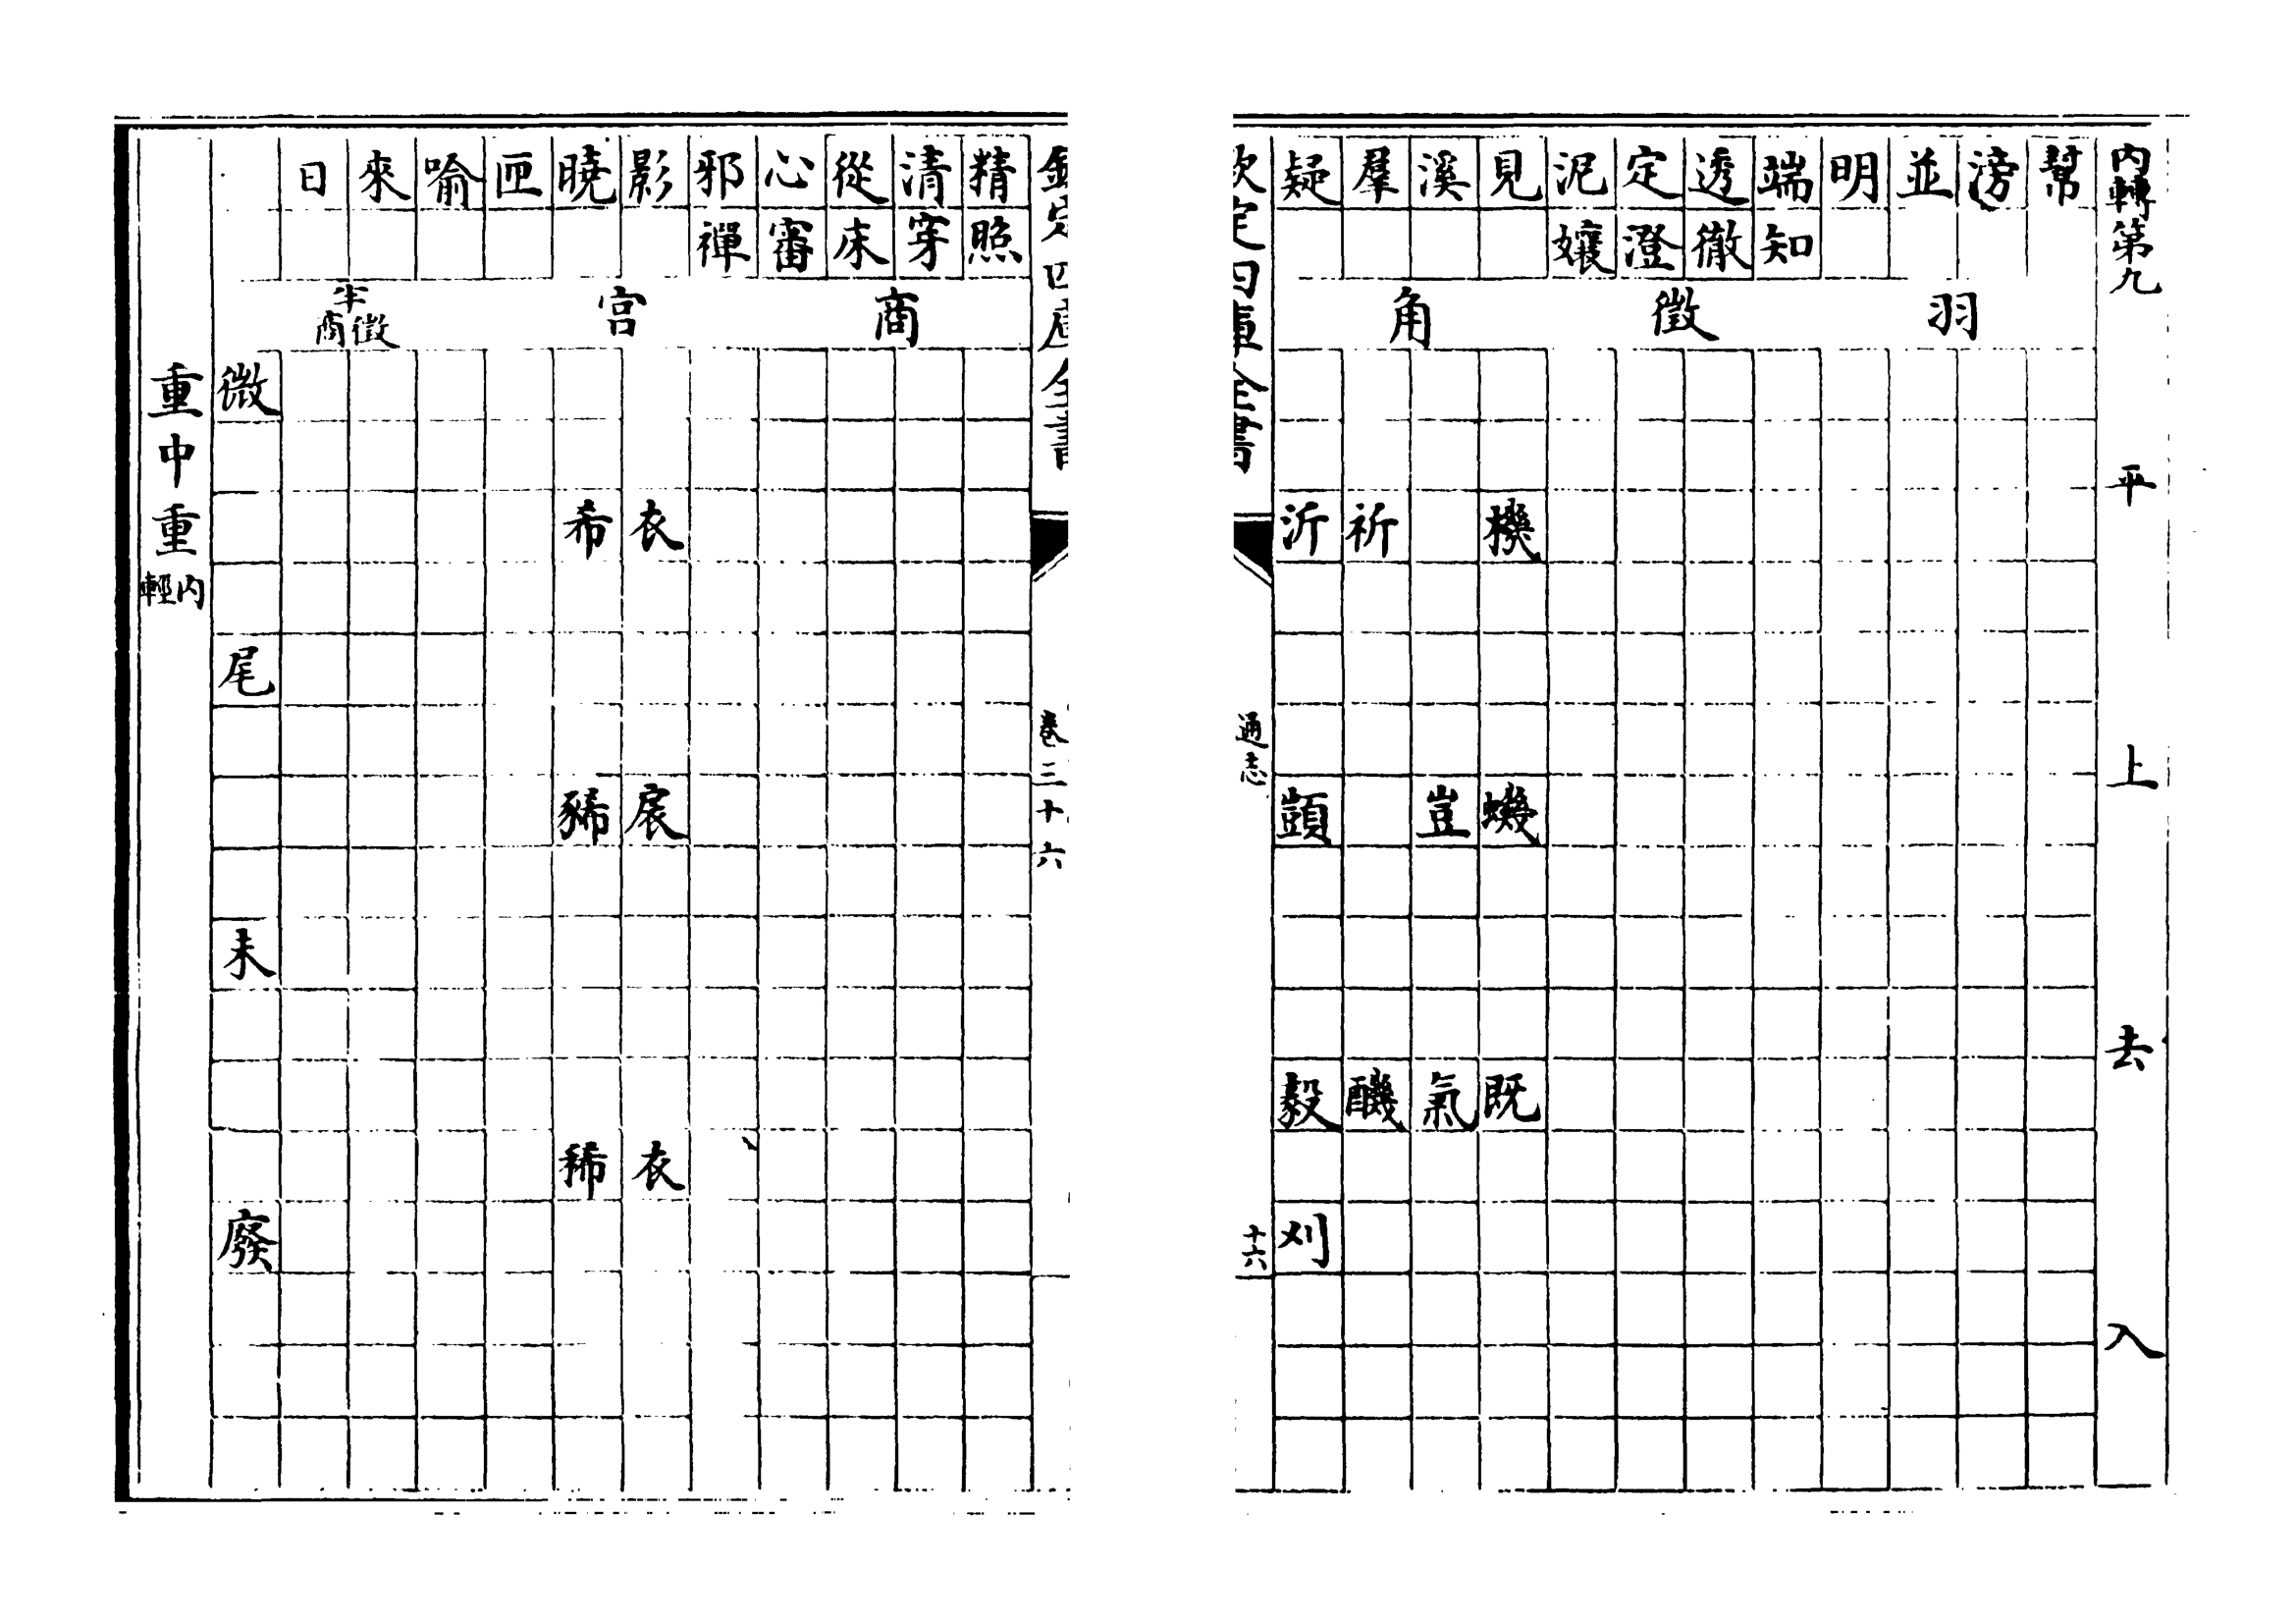 內轉第九 平 上 去 入
幫
滂 羽
並
明
端知
透徹 徵
定澄
泥孃
見 機 蟣 既
溪 角 豈 氣
羣 祈 𨣞
疑 沂 顗 毅 刈
欽定四庫全書 通志 十六
欽定四庫全書 卷三十六
精照
清穿 商
從床
心審
邪禪
影 宮 衣 扆 衣
曉 希 豨 稀
匣
喻
來 半徵
日 半商
微 尾 未 廢
重中重內輕